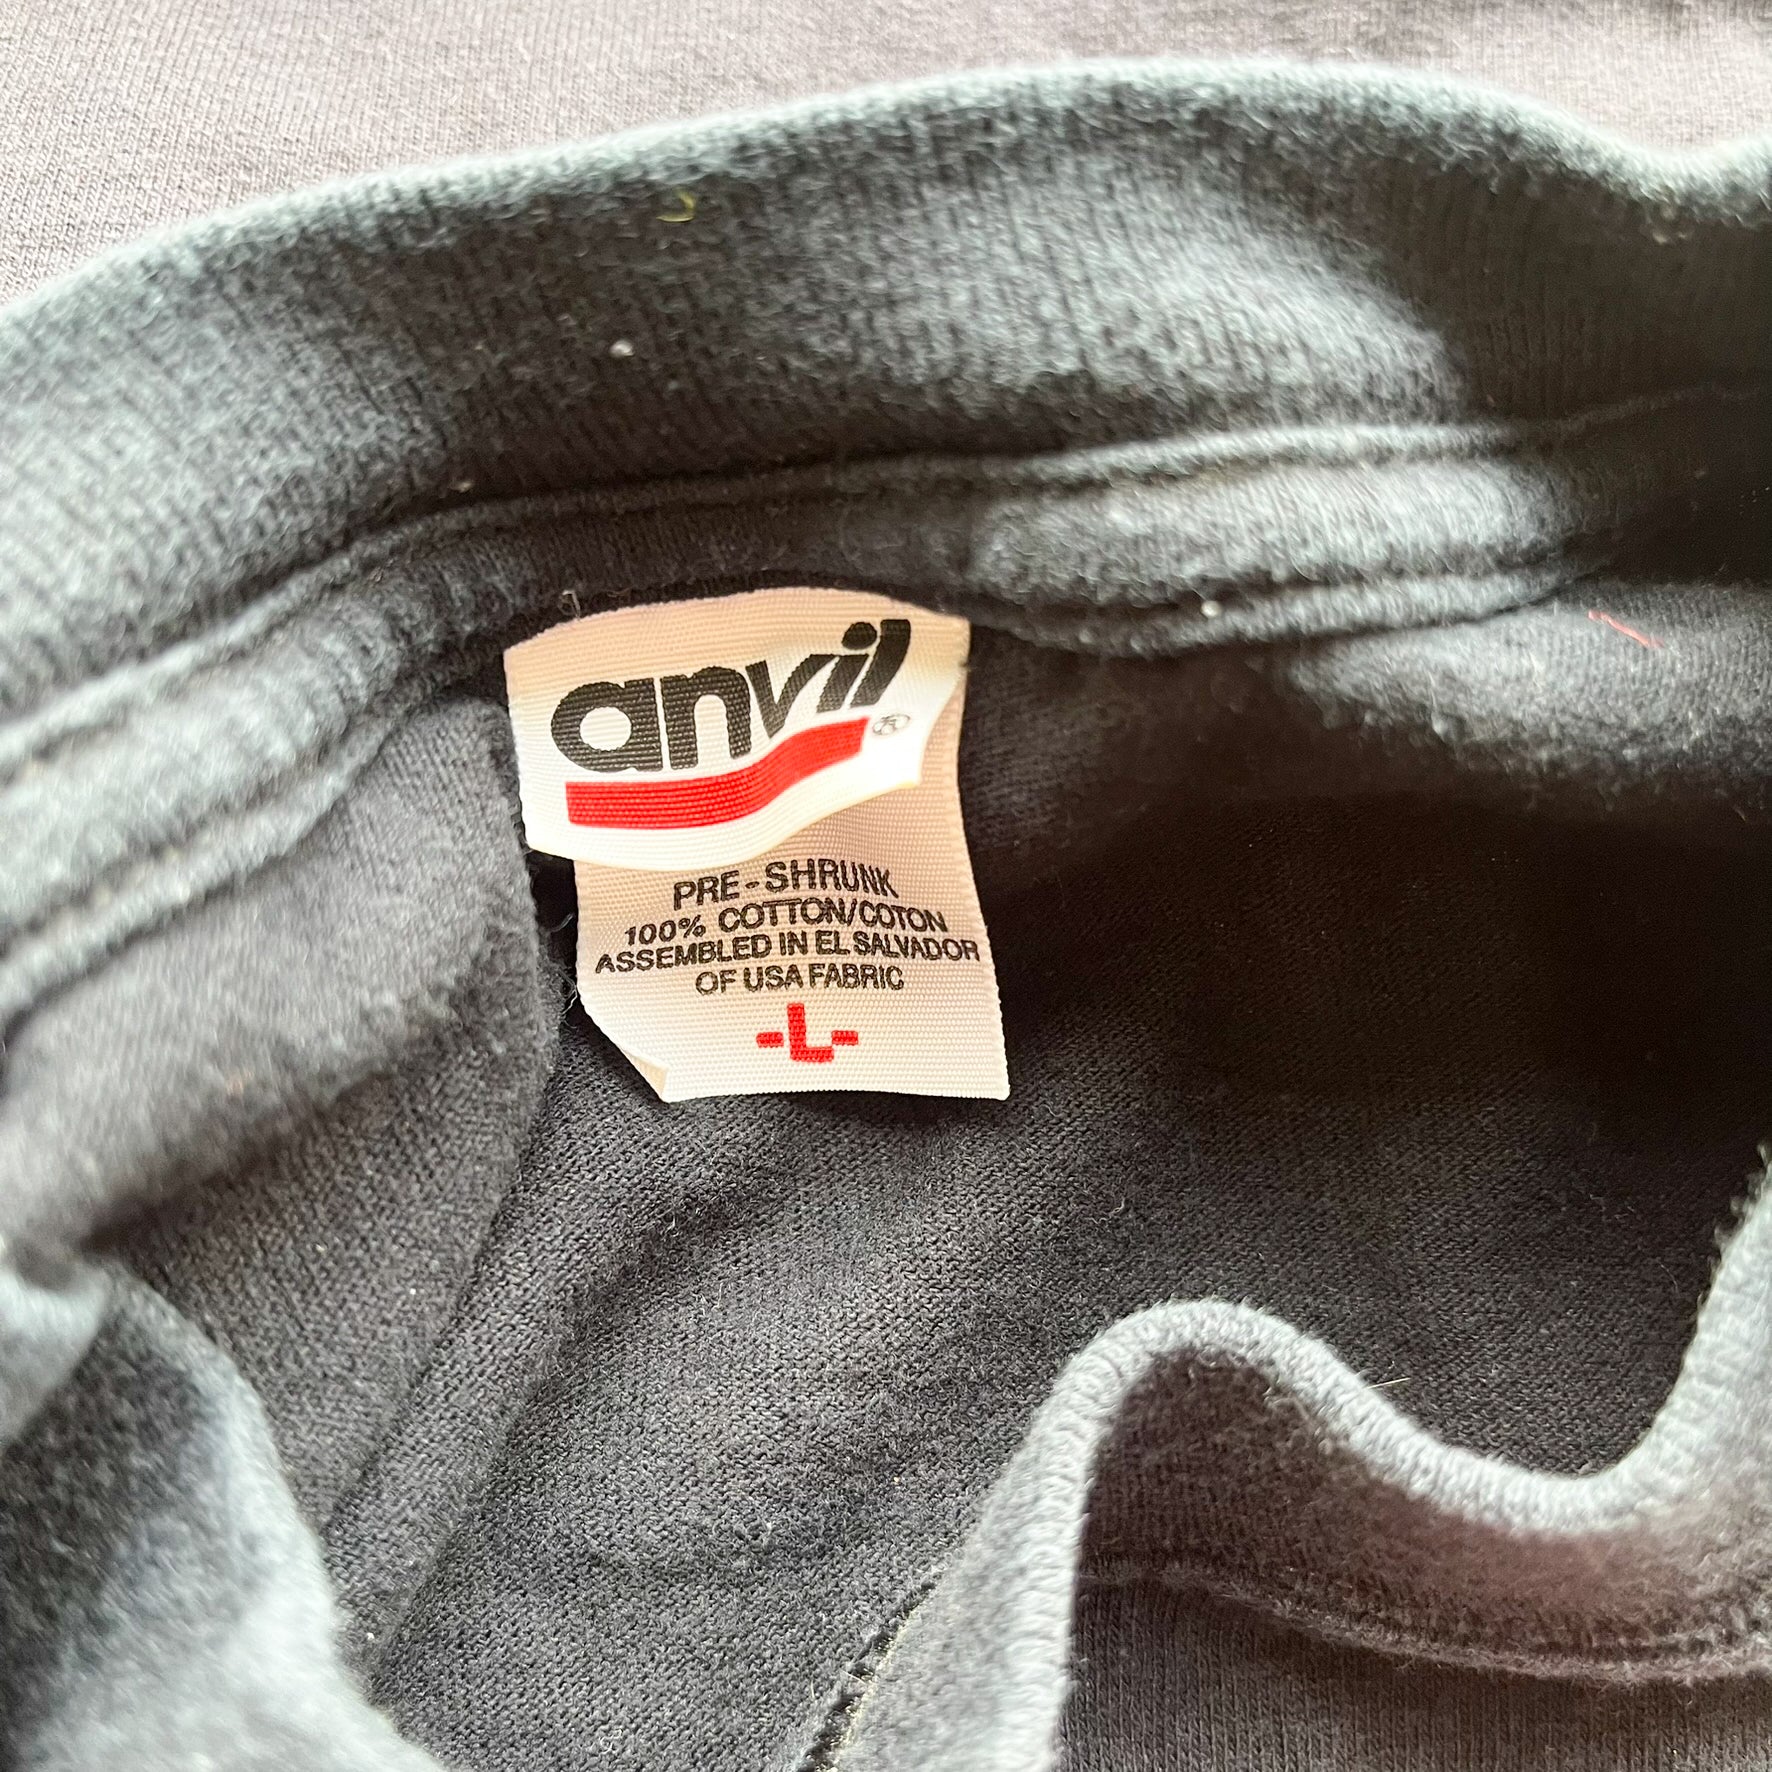 anvil®
PRE-SHRUNK
100% COTTON/COTON
ASSEMBLED IN EL SALVADOR
OF USA FABRIC
-L-